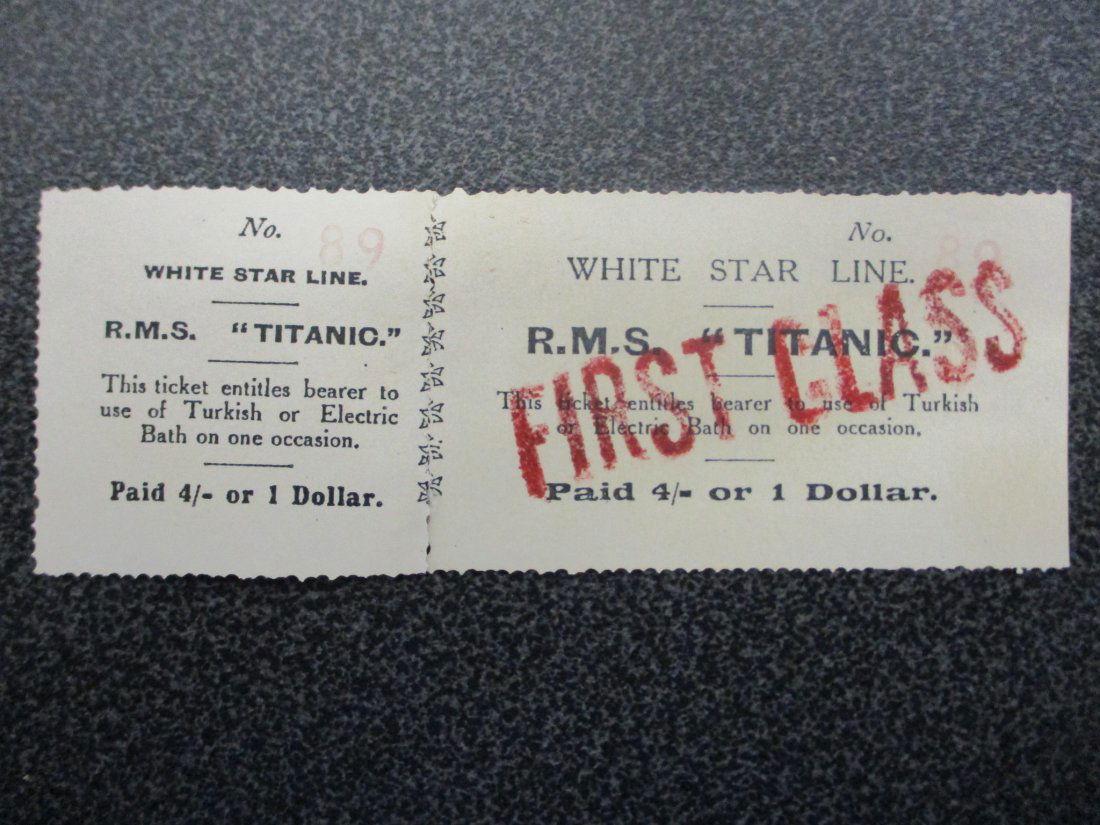 No. 89
WHITE STAR LINE.
R.M.S. "TITANIC."
This ticket entitles bearer to
use of Turkish or Electric
Bath on one occasion.
Paid 4/- or 1 Dollar.
No. 89
WHITE STAR LINE.
R.M.S. "TITANIC."
This ticket entitles bearer to use of Turkish
or Electric Bath on one occasion.
Paid 4/- or 1 Dollar.
FIRST CLASS